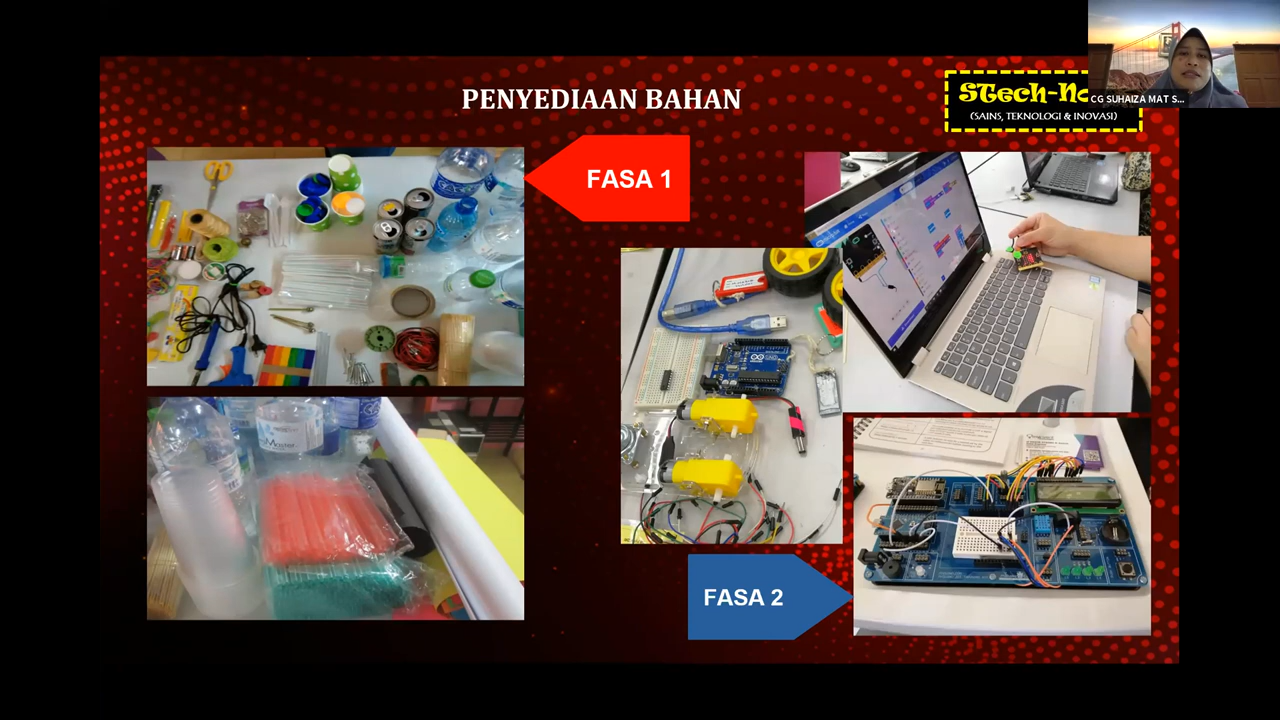 PENYEDIAAN BAHAN
STech-No
(SAINS, TEKNOLOGI & INOVASI)
CG SUHAIZA MAT S...
FASA 1
FASA 2